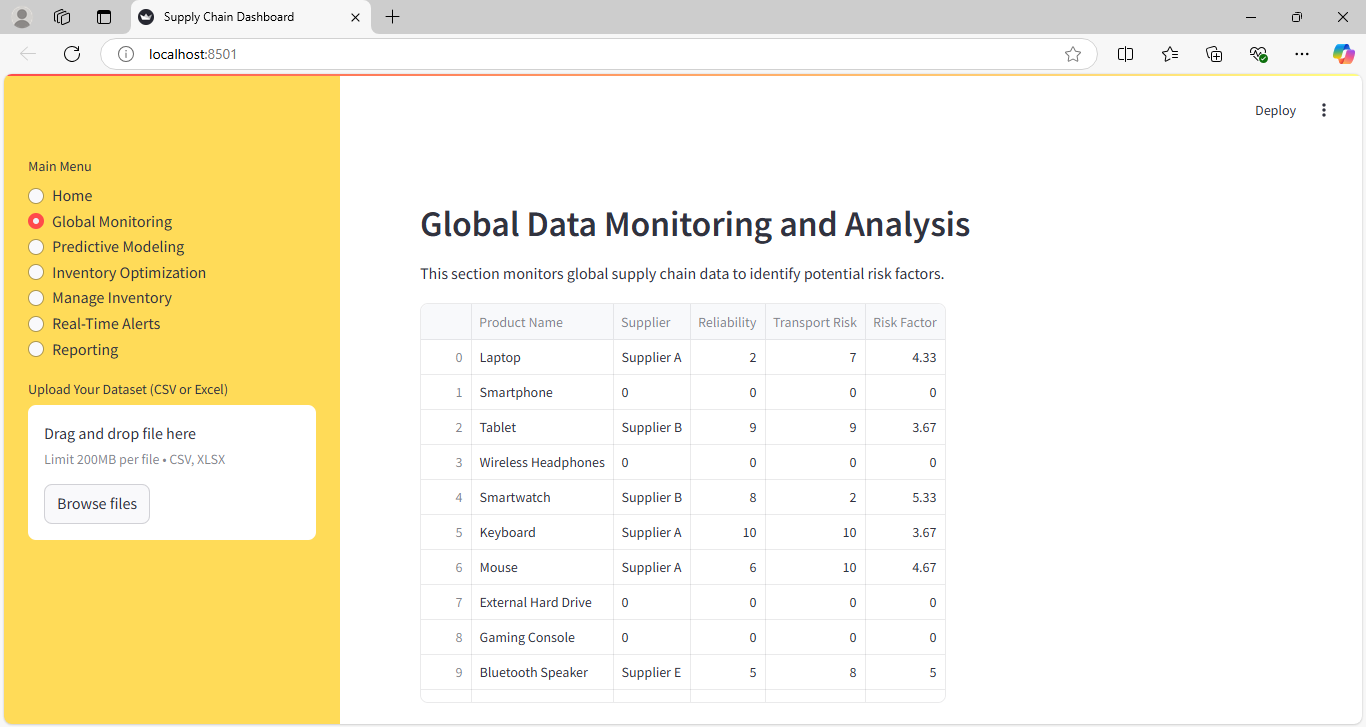 Supply Chain Dashboard
localhost:8501
Deploy
Main Menu
Home
Global Monitoring
Predictive Modeling
Inventory Optimization
Manage Inventory
Real-Time Alerts
Reporting
Upload Your Dataset (CSV or Excel)
Drag and drop file here
Limit 200MB per file • CSV, XLSX
Browse files
Global Data Monitoring and Analysis
This section monitors global supply chain data to identify potential risk factors.
Product Name Supplier Reliability Transport Risk Risk Factor
0 Laptop Supplier A 2 7 4.33
1 Smartphone 0 0 0 0
2 Tablet Supplier B 9 9 3.67
3 Wireless Headphones 0 0 0 0
4 Smartwatch Supplier B 8 2 5.33
5 Keyboard Supplier A 10 10 3.67
6 Mouse Supplier A 6 10 4.67
7 External Hard Drive 0 0 0 0
8 Gaming Console 0 0 0 0
9 Bluetooth Speaker Supplier E 5 8 5